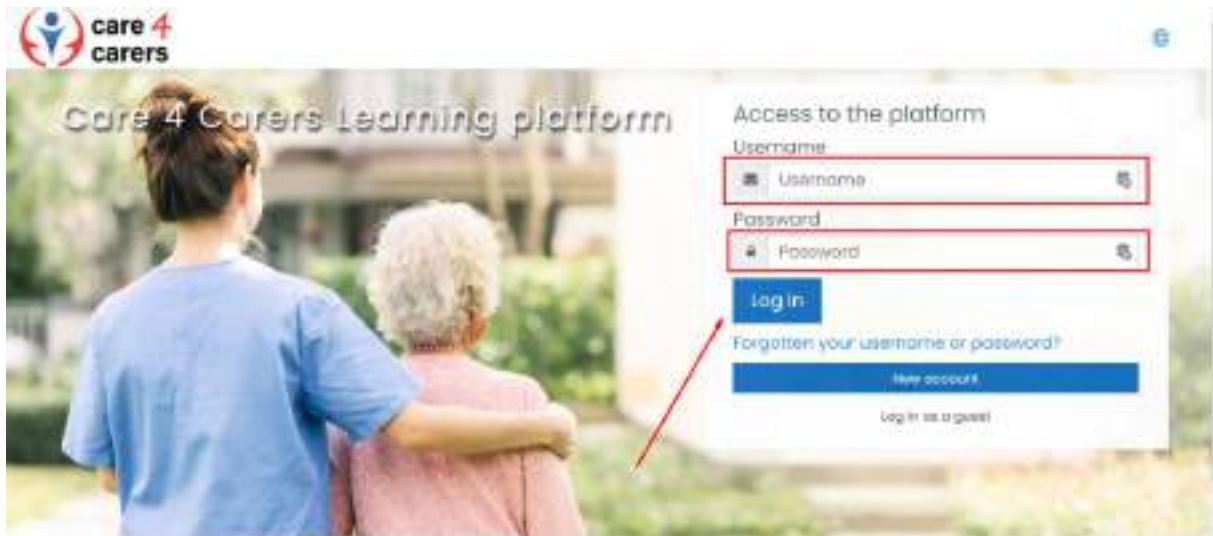 care 4
carers
Care 4 Carers Learning platform
Access to the platform
Username
Username
Password
Password
Log in
Forgotten your username or password?
New account
Log in as a guest